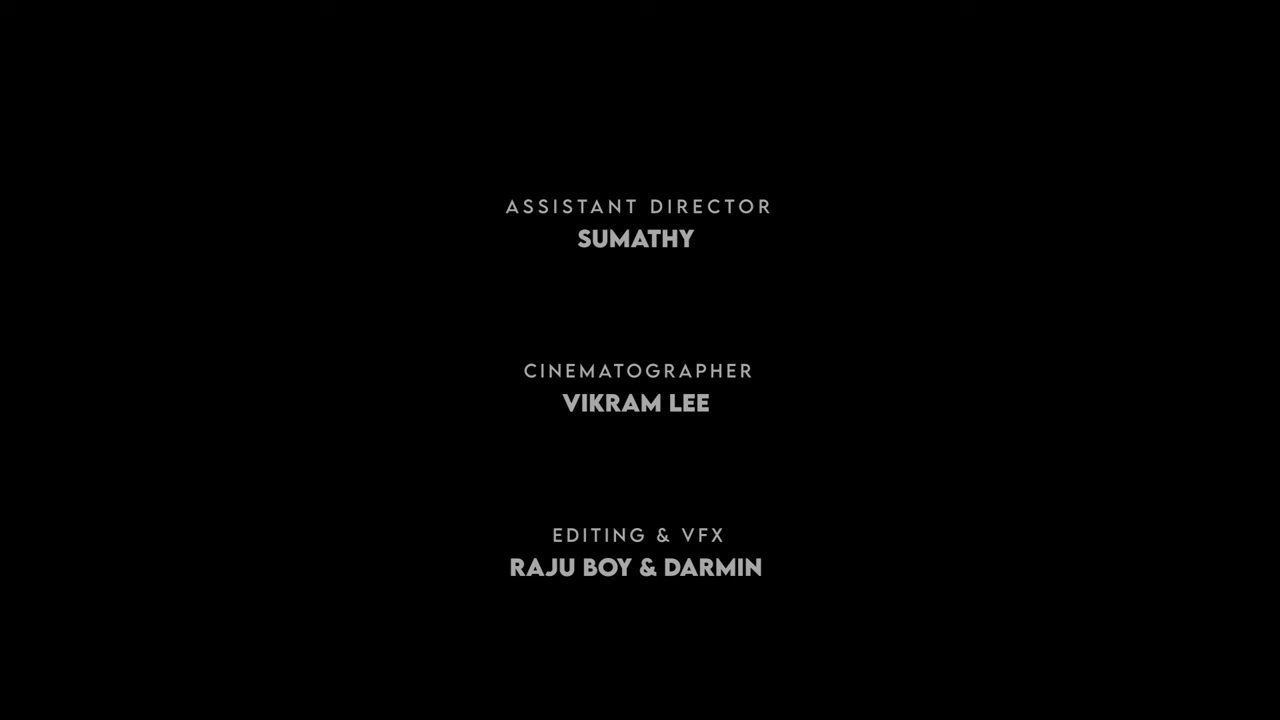 ASSISTANT DIRECTOR
SUMATHY
CINEMATOGRAPHER
VIKRAM LEE
EDITING & VFX
RAJU BOY & DARMIN